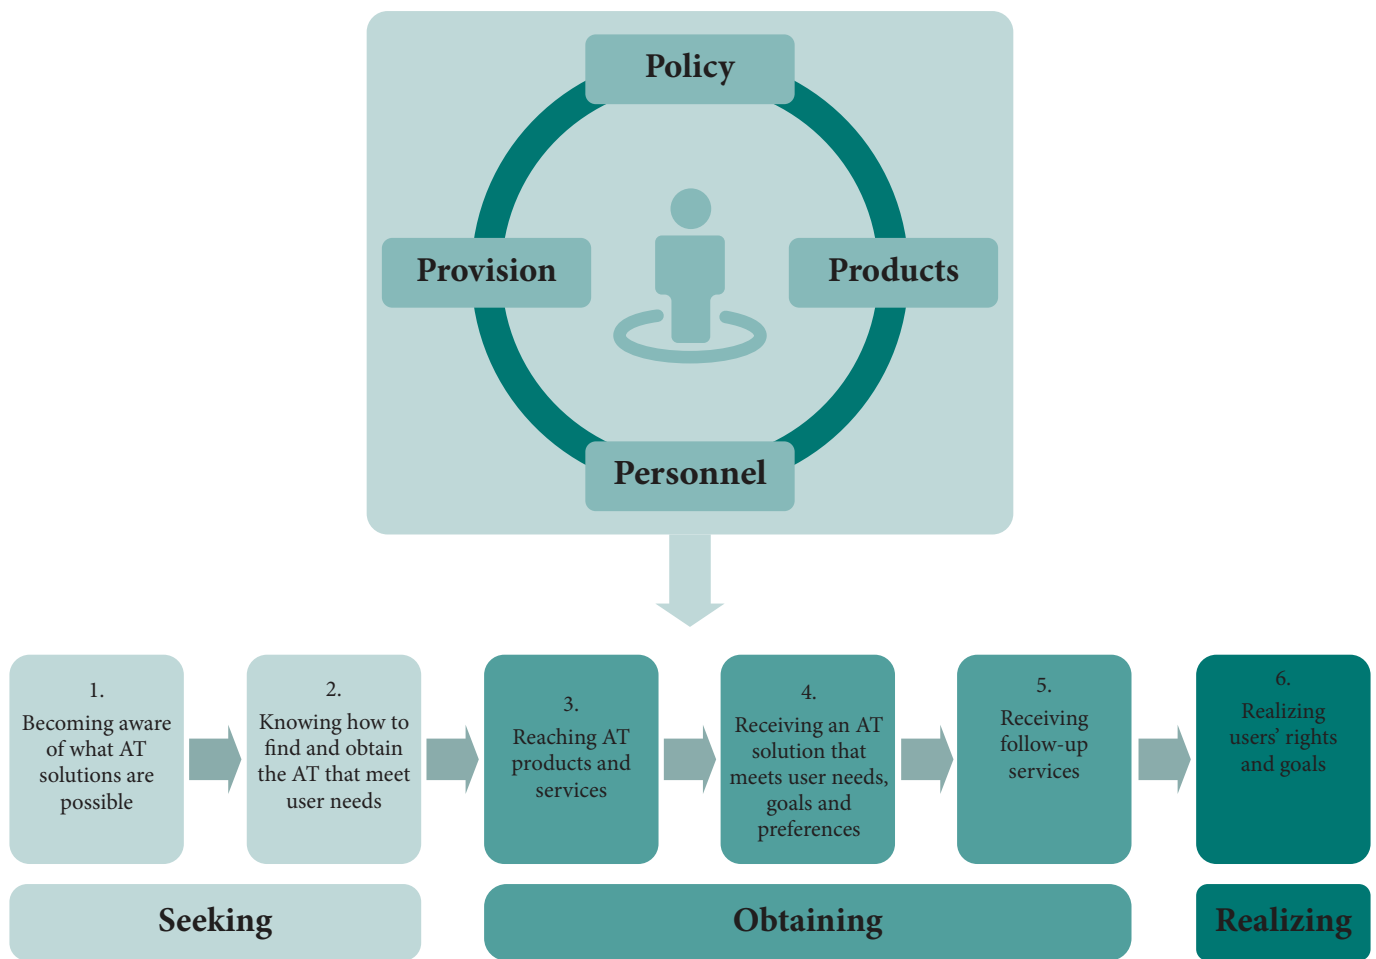 Policy
Provision
Products
Personnel
1.
Becoming aware
of what AT
solutions are
possible
2.
Knowing how to
find and obtain
the AT that meet
user needs
3.
Reaching AT
products and
services
4.
Receiving an AT
solution that
meets user needs,
goals and
preferences
5.
Receiving
follow-up
services
6.
Realizing
users’ rights
and goals
Seeking
Obtaining
Realizing